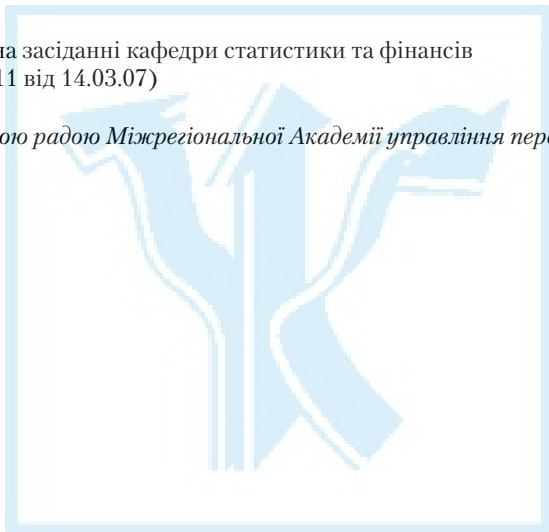 на засіданні кафедри статистики та фінансів
11 від 14.03.07)
ою радою Міжрегіональної Академії управління пер